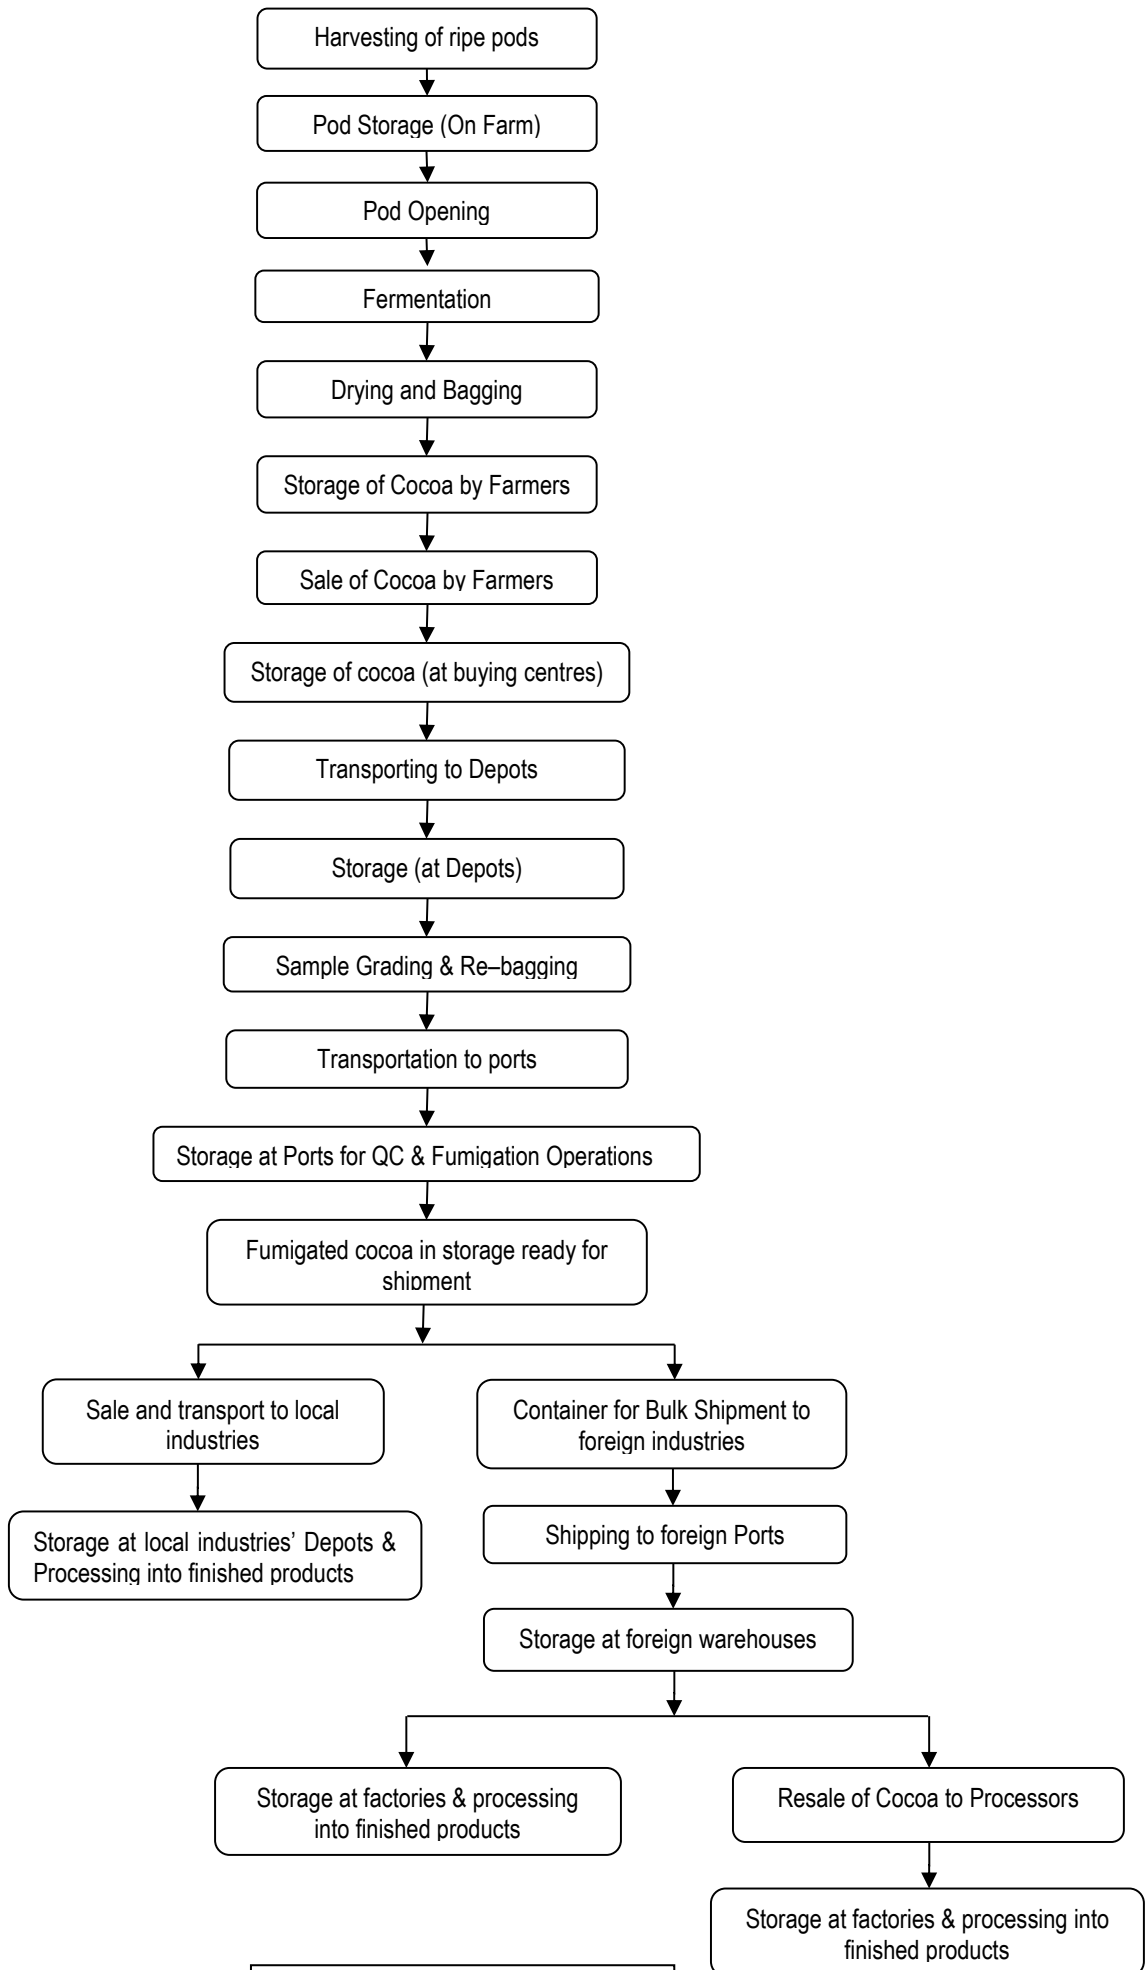 Harvesting of ripe pods
Pod Storage (On Farm)
Pod Opening
Fermentation
Drying and Bagging
Storage of Cocoa by Farmers
Sale of Cocoa by Farmers
Storage of cocoa (at buying centres)
Transporting to Depots
Storage (at Depots)
Sample Grading & Re–bagging
Transportation to ports
Storage at Ports for QC & Fumigation Operations
Fumigated cocoa in storage ready for
shipment
Sale and transport to local
industries
Container for Bulk Shipment to
foreign industries
Storage at local industries’ Depots &
Processing into finished products
Shipping to foreign Ports
Storage at foreign warehouses
Storage at factories & processing
into finished products
Resale of Cocoa to Processors
Storage at factories & processing into
finished products